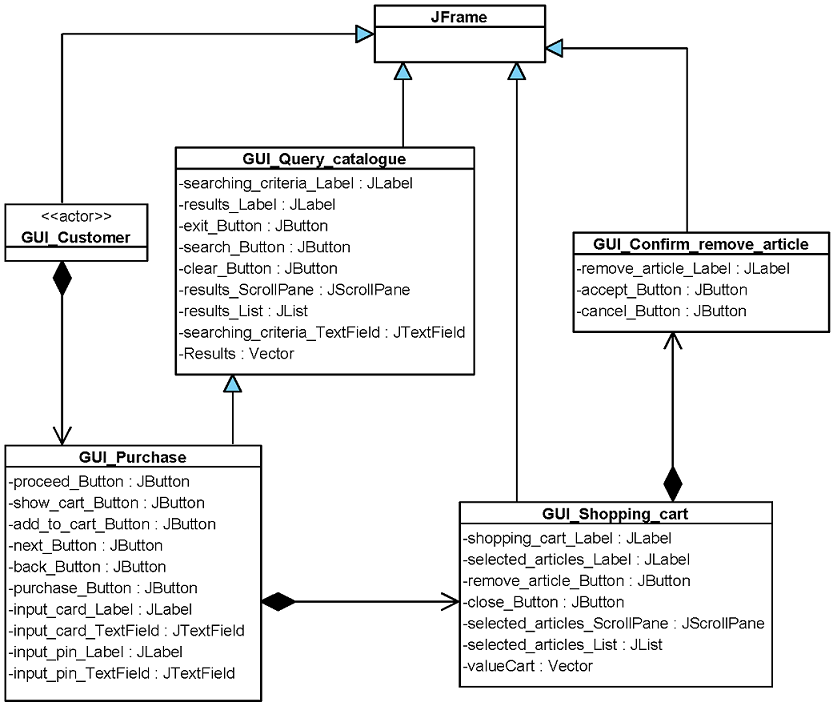 JFrame
GUI_Query_catalogue
-searching_criteria_Label : JLabel
-results_Label : JLabel
-exit_Button : JButton
-search_Button : JButton
-clear_Button : JButton
-results_ScrollPane : JScrollPane
-results_List : JList
-searching_criteria_TextField : JTextField
-Results : Vector
<<actor>>
GUI_Customer
GUI_Confirm_remove_article
-remove_article_Label : JLabel
-accept_Button : JButton
-cancel_Button : JButton
GUI_Purchase
-proceed_Button : JButton
-show_cart_Button : JButton
-add_to_cart_Button : JButton
-next_Button : JButton
-back_Button : JButton
-purchase_Button : JButton
-input_card_Label : JLabel
-input_card_TextField : JTextField
-input_pin_Label : JLabel
-input_pin_TextField : JTextField
GUI_Shopping_cart
-shopping_cart_Label : JLabel
-selected_articles_Label : JLabel
-remove_article_Button : JButton
-close_Button : JButton
-selected_articles_ScrollPane : JScrollPane
-selected_articles_List : JList
-valueCart : Vector